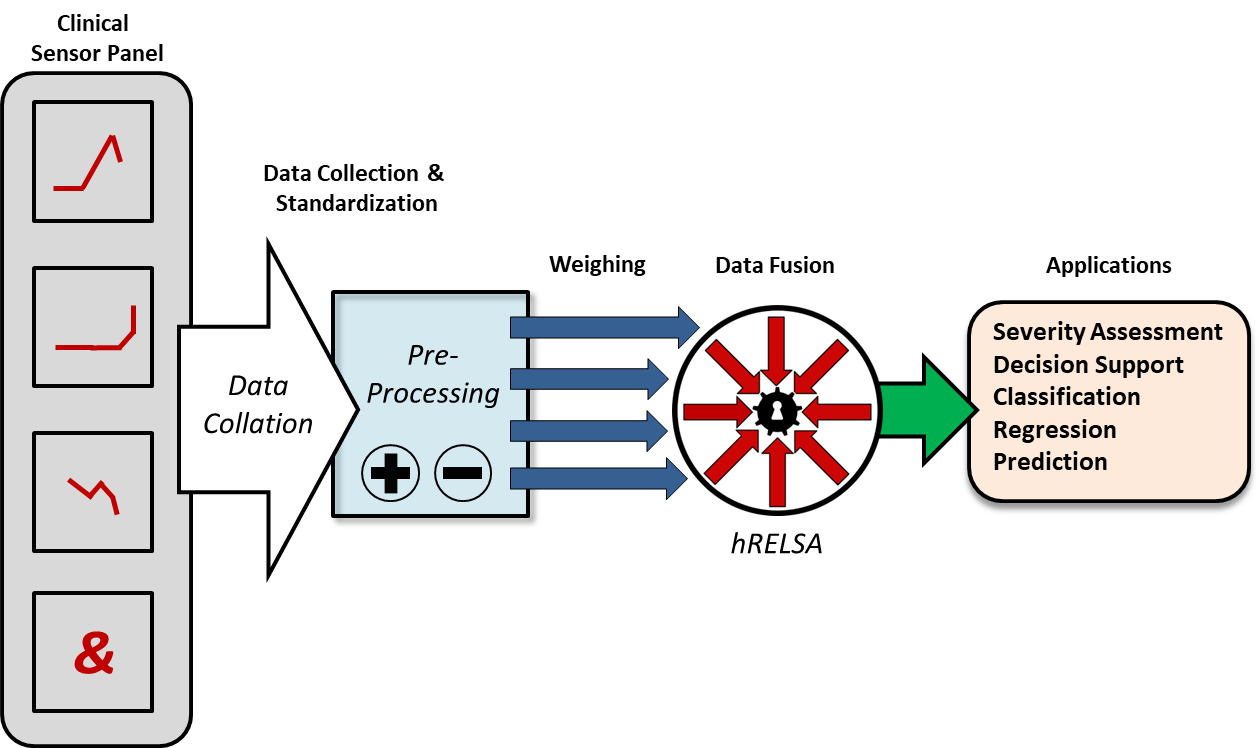 Clinical
Sensor Panel
&
Data Collection &
Standardization
Data
Collation
Pre-
Processing
Weighing
Data Fusion
hRELSA
Applications
Severity Assessment
Decision Support
Classification
Regression
Prediction